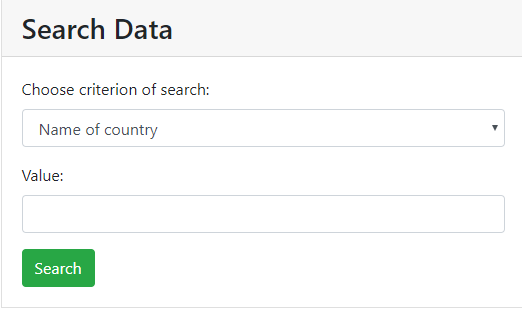 Search Data
Choose criterion of search:
Name of country
Value:
Search